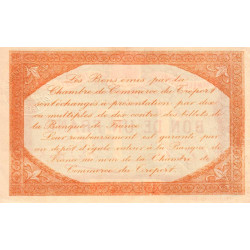 Les Bons émis par la
Chambre de Commerce du Tréport
sont échangés à présentation par des
ou multiples de des contre des billets de
la Banque de France
Leur remboursement est garanti par
un dépôt d'égale valeur à la Banque de
France au nom de la Chambre de
Commerce du Tréport.